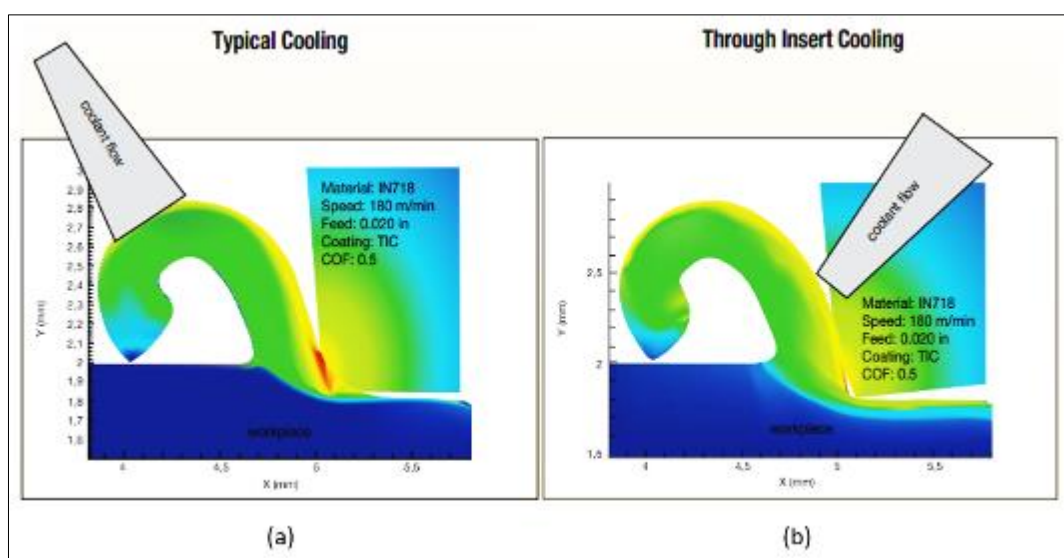 Typical Cooling
coolant flow
Material: IN718
Speed: 180 m/min
Feed: 0.020 in
Coating: TIC
COF: 0.5
Y (mm)
3
2.9
2.8
2.7
2.6
2.5
2.4
2.3
2.2
2.1
2
1.9
1.8
1.7
1.6
workpiece
4
4.5
5
5.5
X (mm)
(a)
Through Insert Cooling
coolant flow
Material: IN718
Speed: 180 m/min
Feed: 0.020 in
Coating: TIC
COF: 0.5
Y (mm)
2.5
2
1.5
workpiece
4
4.5
5
5.5
X (mm)
(b)